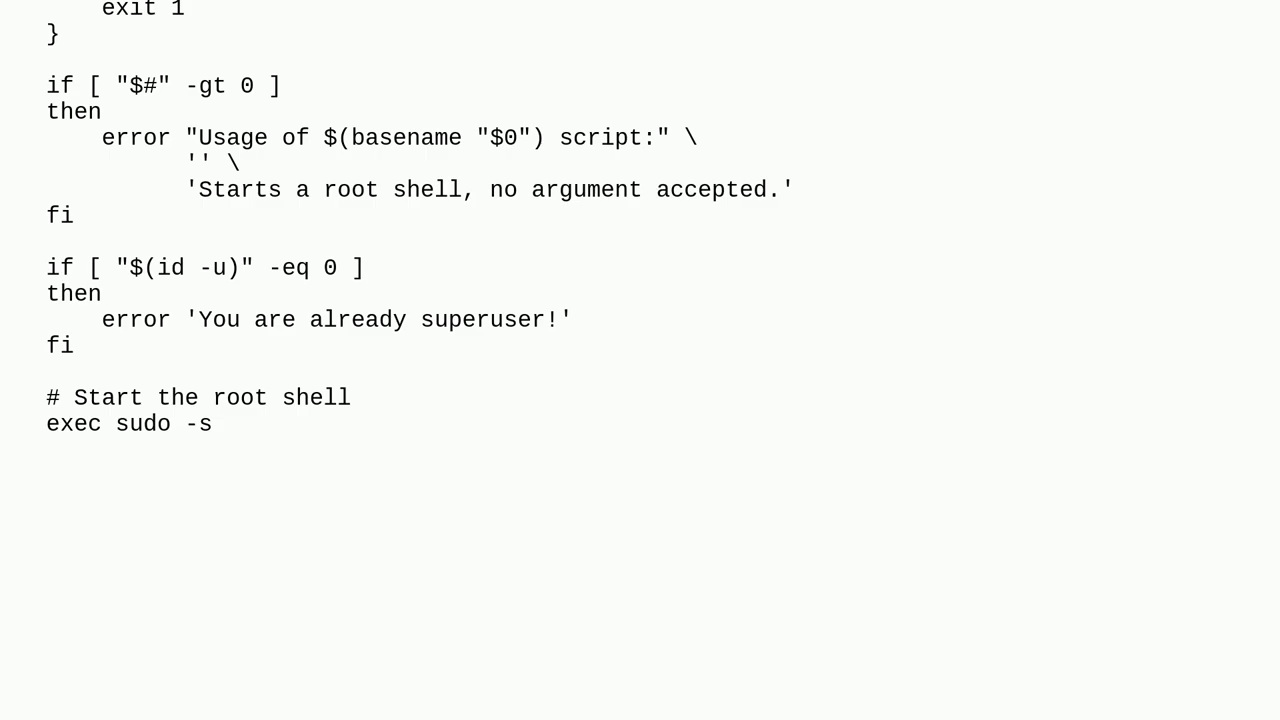 exit 1
}

if [ "$#" -gt 0 ]
then
    error "Usage of $(basename "$0") script:" \
          '' \
          'Starts a root shell, no argument accepted.'
fi

if [ "$(id -u)" -eq 0 ]
then
    error 'You are already superuser!'
fi

# Start the root shell
exec sudo -s